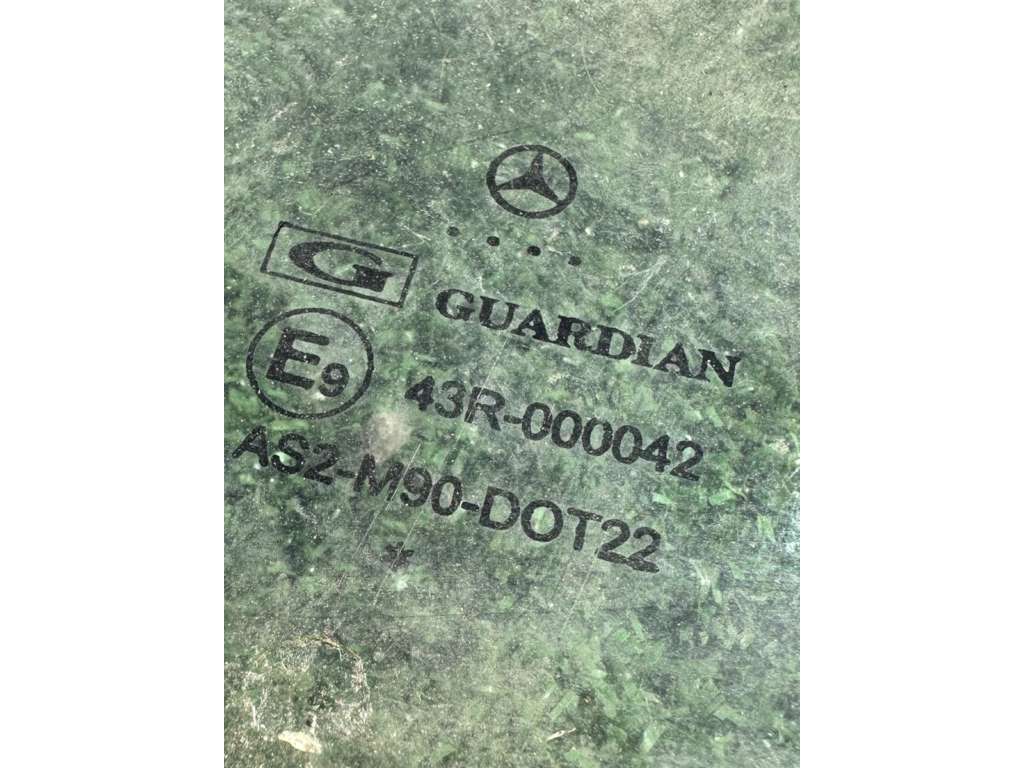 ....
G GUARDIAN
E9 43R-000042
AS2-M90-DOT22
*